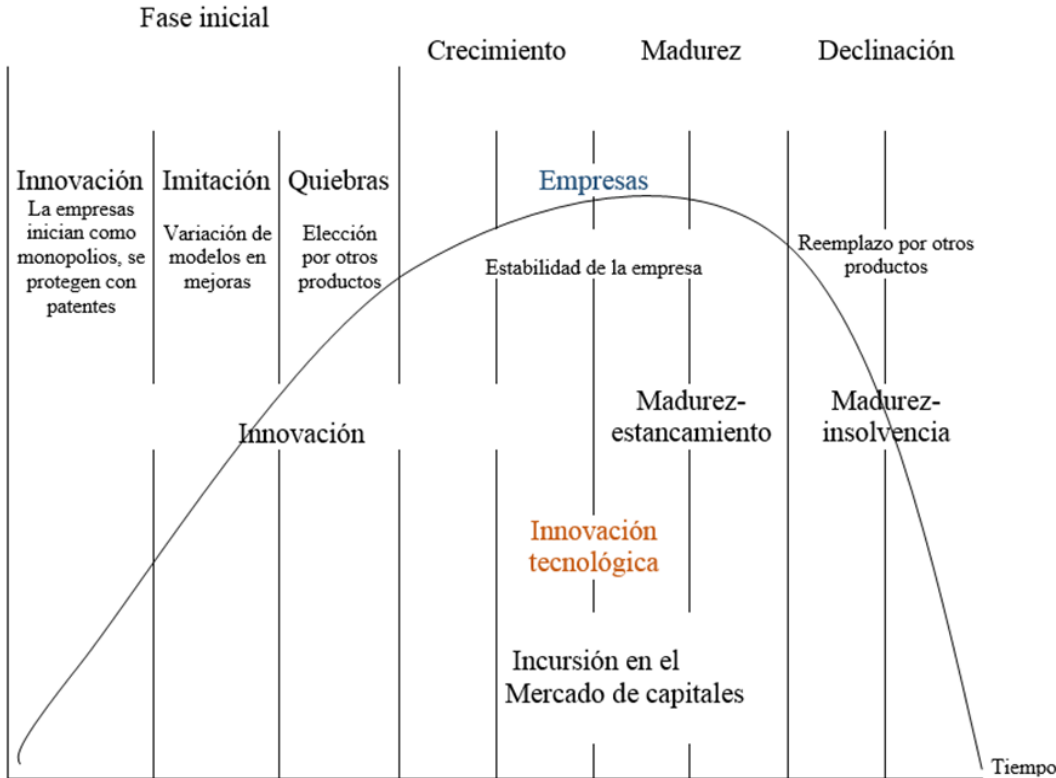 Fase inicial
Crecimiento
Madurez
Declinación
Innovación
La empresas
inician como
monopolios, se
protegen con
patentes
Imitación
Variación de
modelos en
mejoras
Quiebras
Elección
por otros
productos
Empresas
Estabilidad de la empresa
Reemplazo por otros
productos
Innovación
Madurez-
estancamiento
Madurez-
insolvencia
Innovación
tecnológica
Incursión en el
Mercado de capitales
Tiempo